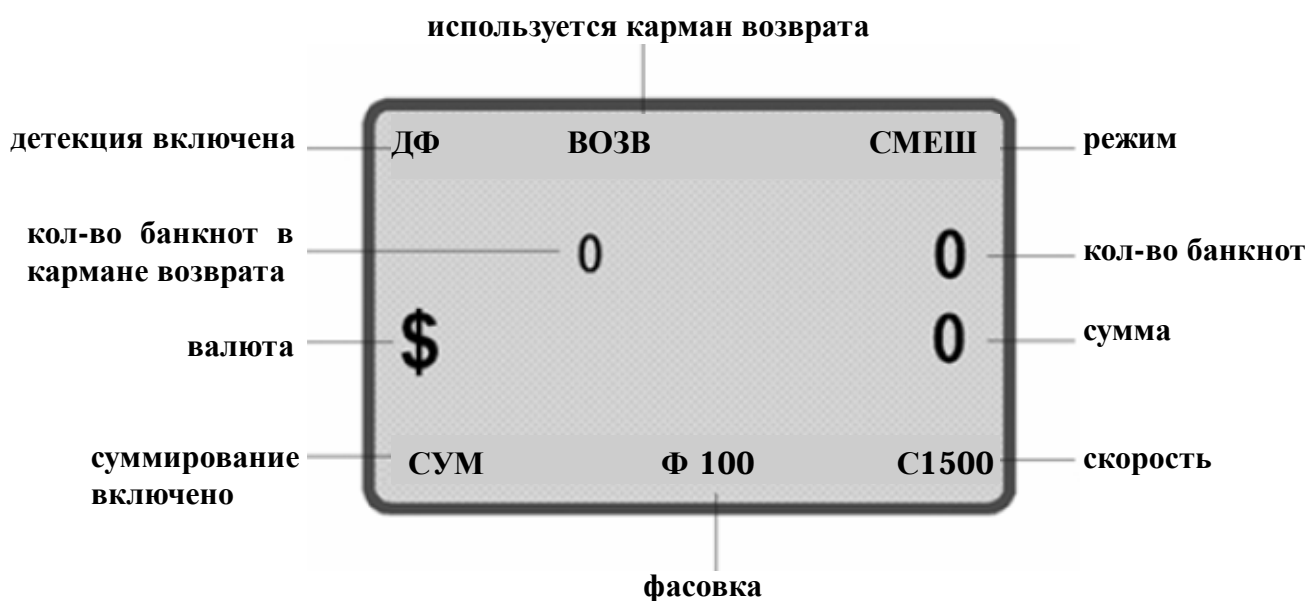 используется карман возврата
детекция включена
ДФ
ВОЗВ
СМЕШ
режим
кол-во банкнот в
кармане возврата
0
0
кол-во банкнот
валюта
$
0
сумма
суммирование
включено
СУМ
Ф 100
С1500
скорость
фасовка